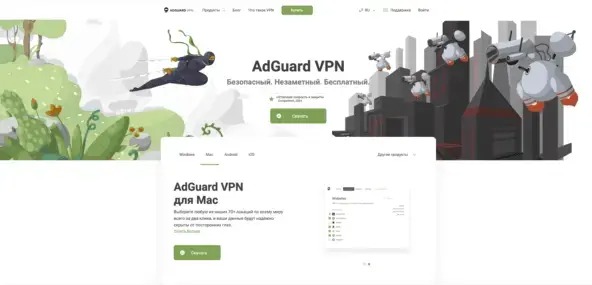 ADGUARD VPN
Продукты
Блог
Что такое VPN
Купить
RU
Поддержка
Войти
AdGuard VPN
Безопасный. Незаметный. Бесплатный.
Скачать
Windows
Mac
Android
iOS
Другие продукты
AdGuard VPN
для Mac
Выберите любую из наших 70+ локаций по всему миру
всего за два клика, и ваши данные будут надёжно
скрыты от посторонних глаз.
Скачать